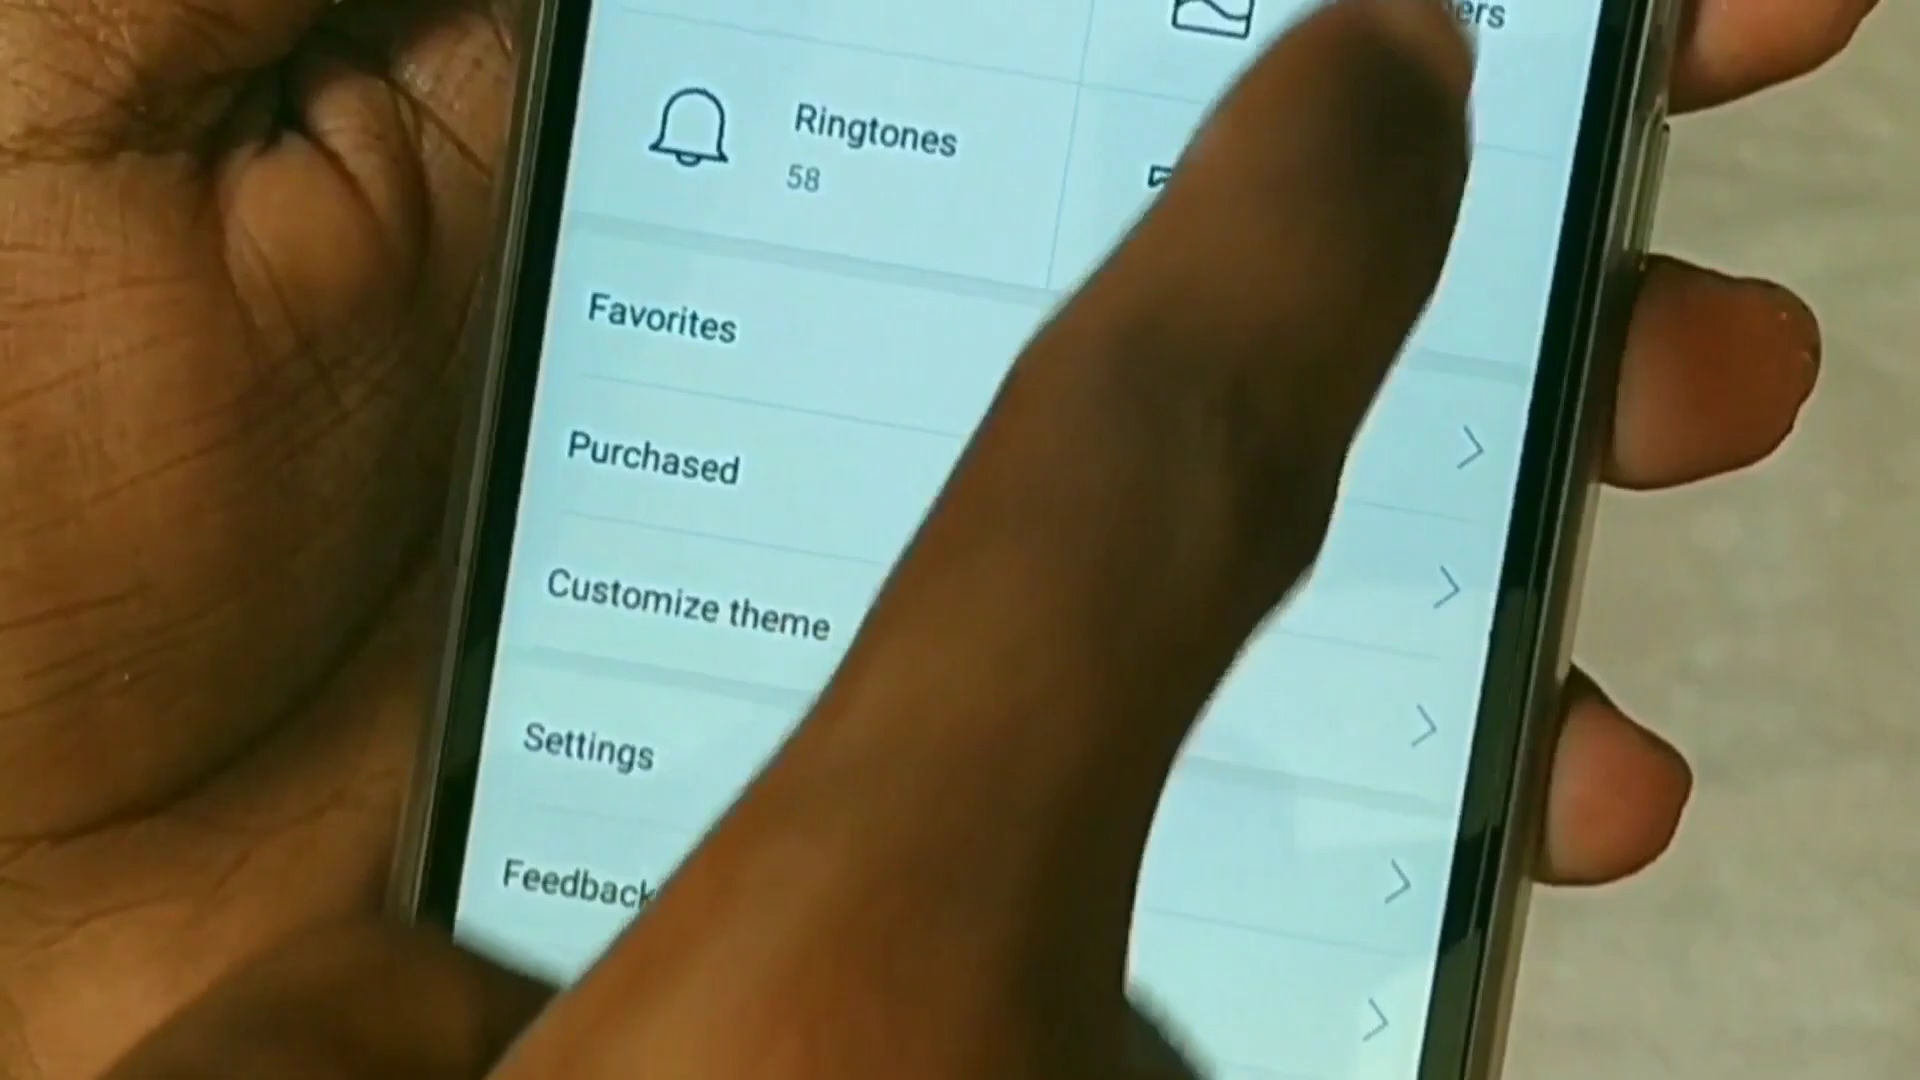 Ringtones
58
Favorites
Purchased
Customize theme
Settings
Feedback